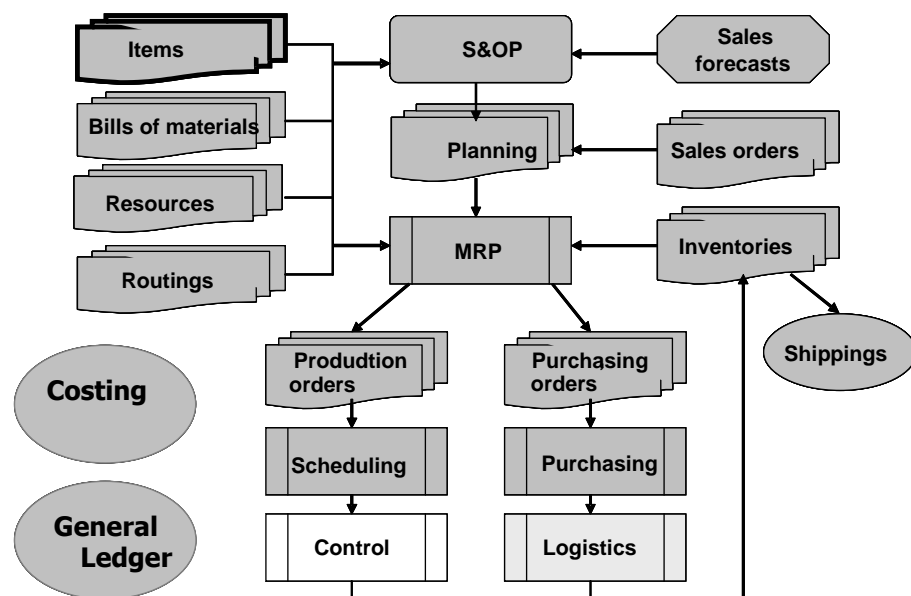 Items
S&OP
Sales
forecasts
Bills of materials
Planning
Sales orders
Resources
Routings
MRP
Inventories
Produdtion
orders
Purchasing
orders
Shippings
Costing
Scheduling
Purchasing
General
Ledger
Control
Logistics